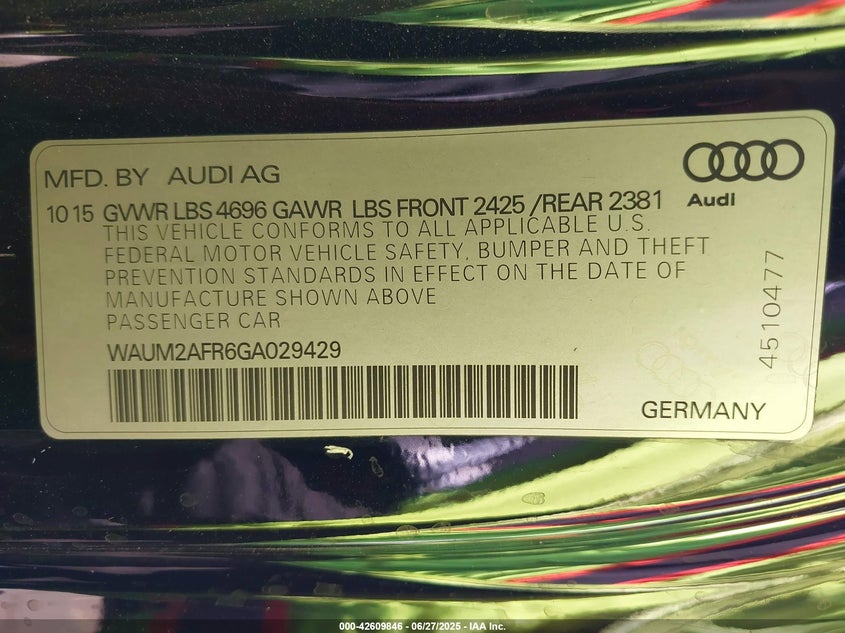 MFD. BY AUDI AG
Audi
10 15 GVWR LBS 4696 GAWR LBS FRONT 2425 /REAR 2381
THIS VEHICLE CONFORMS TO ALL APPLICABLE U.S.
FEDERAL MOTOR VEHICLE SAFETY, BUMPER AND THEFT
PREVENTION STANDARDS IN EFFECT ON THE DATE OF
MANUFACTURE SHOWN ABOVE
PASSENGER CAR
WAUM2AFR6GA029429
4510477
GERMANY
000-42609846 - 06/27/2025 - IAA Inc.